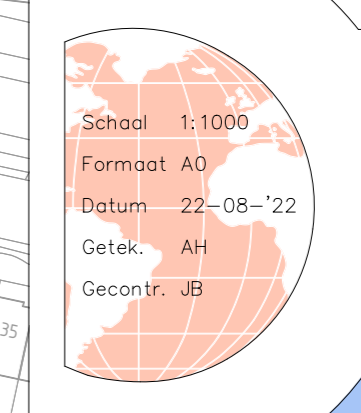 Schaal 1:1000
Formaat A0
Datum 22-08-'22
Getek. AH
Gecontr. JB
35